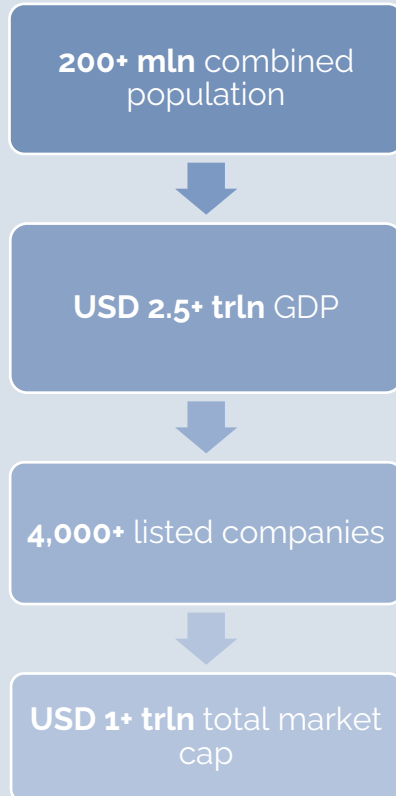 200+ mln combined
population
USD 2.5+ trln GDP
4,000+ listed companies
USD 1+ trln total market
cap